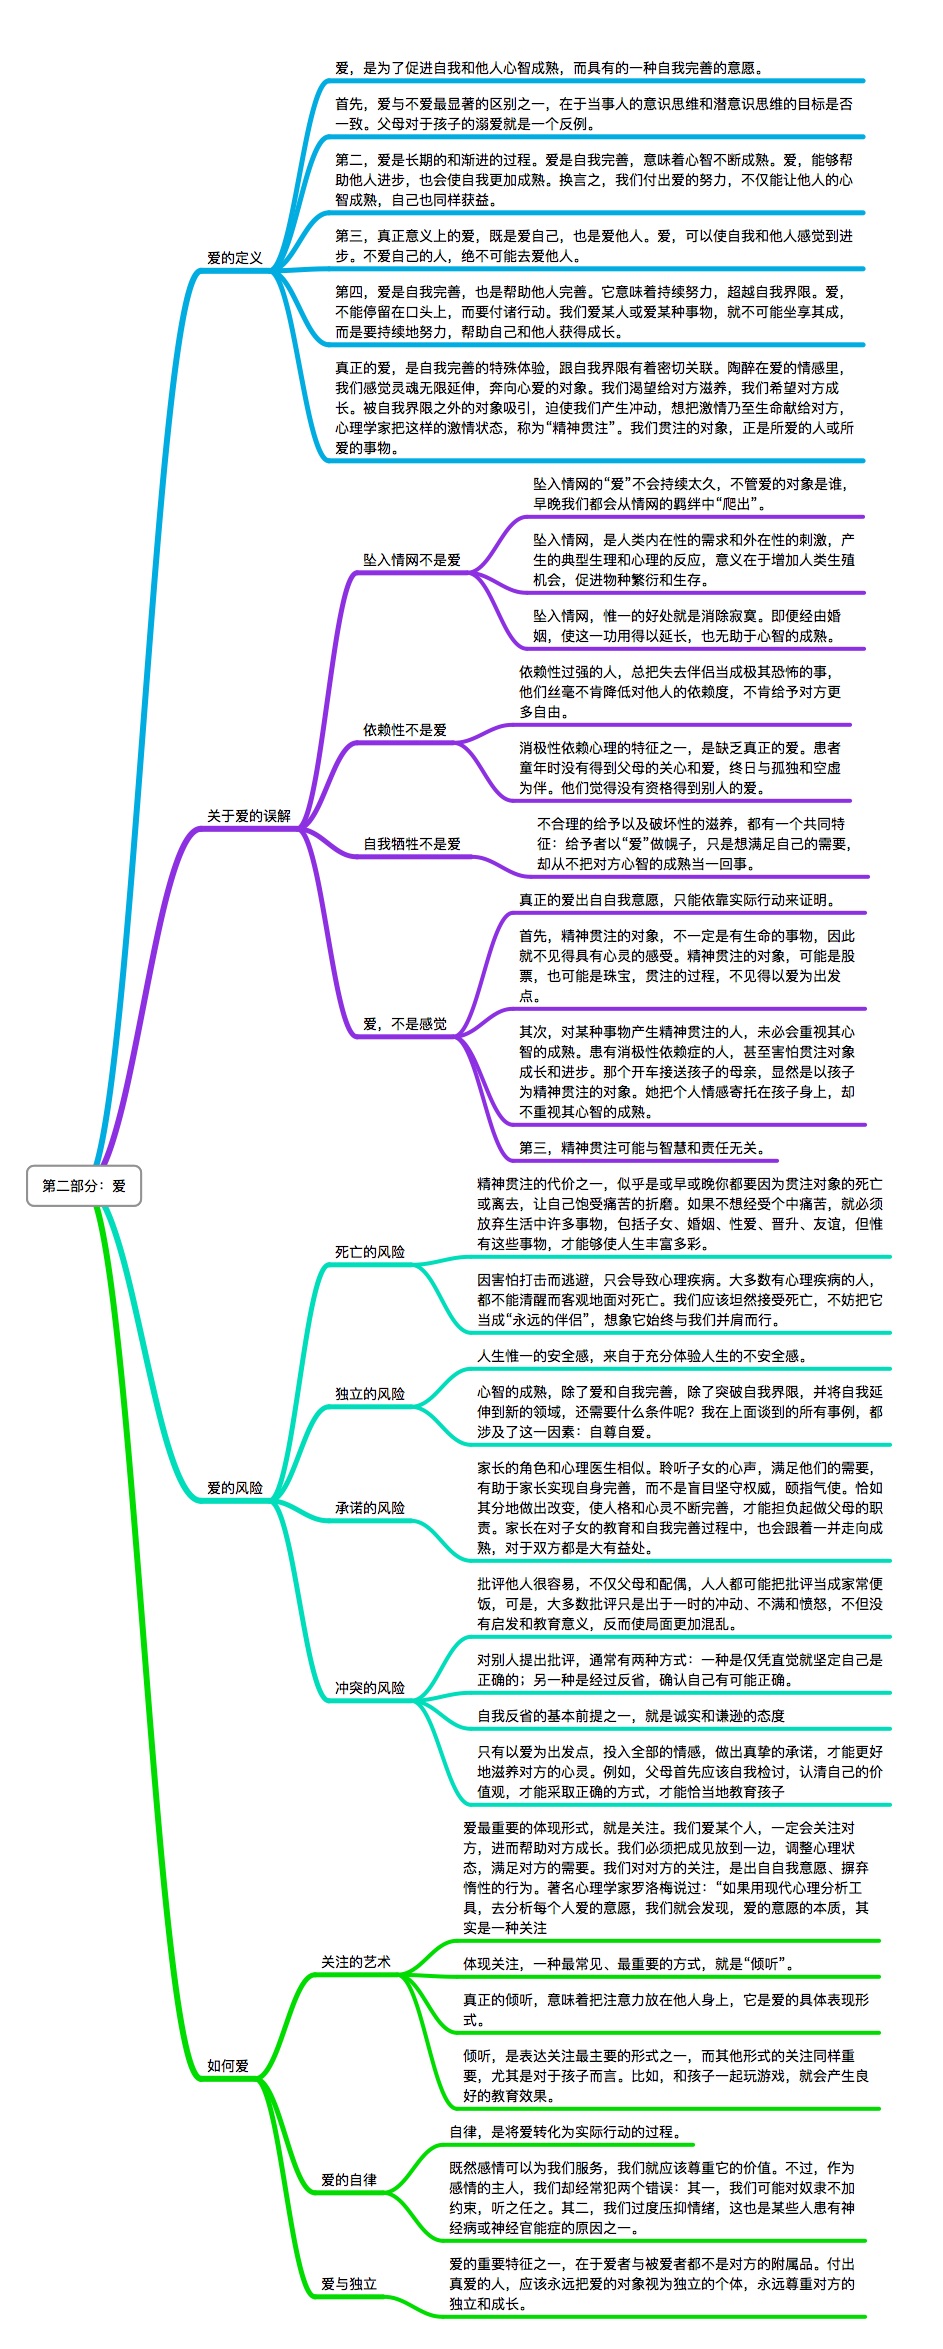 爱，是为了促进自我和他人心智成熟，而具有的一种自我完善的意愿。
首先，爱与不爱最显著的区别之一，在于当事人的意识思维和潜意识思维的目标是否
一致。父母对于孩子的溺爱就是一个反例。
第二，爱是长期的和渐进的过程。爱是自我完善，意味着心智不断成熟。爱，能够帮
助他人进步，也会使自我更加成熟。换言之，我们付出爱的努力，不仅能让他人的心
智成熟，自己也同样获益。
第三，真正意义上的爱，既是爱自己，也是爱他人。爱，可以使自我和他人感觉到进
步。不爱自己的人，绝不可能去爱他人。
爱的定义
第四，爱是自我完善，也是帮助他人完善。它意味着持续努力，超越自我界限。爱，
不能停留在口头上，而要付诸行动。我们爱某人或爱某种事物，就不可能坐享其成，
而是要持续地努力，帮助自己和他人获得成长。
真正的爱，是自我完善的特殊体验，跟自我界限有着密切关联。陶醉在爱的情感里，
我们感觉灵魂无限延伸，奔向心爱的对象。我们渴望给对方滋养，我们希望对方成
长。被自我界限之外的对象吸引，迫使我们产生冲动，想把激情乃至生命献给对方，
心理学家把这样的激情状态，称为“精神贯注”。我们贯注的对象，正是所爱的人或所
爱的事物。
坠入情网的“爱”不会持续太久，不管爱的对象是谁，
早晚我们都会从情网的羁绊中“爬出”。
坠入情网不是爱
坠入情网，是人类内在性的需求和外在性的刺激，产
生的典型生理和心理的反应，意义在于增加人类生殖
机会，促进物种繁衍和生存。
坠入情网，惟一的好处就是消除寂寞。即便经由婚
姻，使这一功用得以延长，也无助于心智的成熟。
依赖性过强的人，总把失去伴侣当成极其恐怖的事，
他们丝毫不肯降低对他人的依赖度，不肯给予对方更
多自由。
依赖性不是爱
消极性依赖心理的特征之一，是缺乏真正的爱。患者
童年时没有得到父母的关心和爱，终日与孤独和空虚
为伴。他们觉得没有资格得到别人的爱。
关于爱的误解
自我牺牲不是爱
不合理的给予以及破坏性的滋养，都有一个共同特
征：给予者以“爱”做幌子，只是想满足自己的需要，
却从不把对方心智的成熟当一回事。
真正的爱出自自我意愿，只能依靠实际行动来证明。
首先，精神贯注的对象，不一定是有生命的事物，因此
就不见得具有心灵的感受。精神贯注的对象，可能是股
票，也可能是珠宝，贯注的过程，不见得以爱为出发
点。
爱，不是感觉
其次，对某种事物产生精神贯注的人，未必会重视其心
智的成熟。患有消极性依赖症的人，甚至害怕贯注对象
成长和进步。那个开车接送孩子的母亲，显然是以孩子
为精神贯注的对象。她把个人情感寄托在孩子身上，却
不重视其心智的成熟。
第三，精神贯注可能与智慧和责任无关。
第二部分：爱
精神贯注的代价之一，似乎是或早或晚你都要因为贯注对象的死亡
或离去，让自己饱受痛苦的折磨。如果不想经受个中痛苦，就必须
放弃生活中许多事物，包括子女、婚姻、性爱、晋升、友谊，但惟
有这些事物，才能够使人生丰富多彩。
死亡的风险
因害怕打击而逃避，只会导致心理疾病。大多数有心理疾病的人，
都不能清醒而客观地面对死亡。我们应该坦然接受死亡，不妨把它
当成“永远的伴侣”，想象它始终与我们并肩而行。
人生惟一的安全感，来自于充分体验人生的不安全感。
独立的风险
心智的成熟，除了爱和自我完善，除了突破自我界限，并将自我延
伸到新的领域，还需要什么条件呢？我在上面谈到的所有事例，都
涉及了这一因素：自尊自爱。
爱的风险
承诺的风险
家长的角色和心理医生相似。聆听子女的心声，满足他们的需要，
有助于家长实现自身完善，而不是盲目坚守权威，颐指气使。恰如
其分地做出改变，使人格和心灵不断完善，才能担负起做父母的职
责。家长在对子女的教育和自我完善过程中，也会跟着一并走向成
熟，对于双方都是大有益处。
批评他人很容易，不仅父母和配偶，人人都可能把批评当成家常便
饭，可是，大多数批评只是出于一时的冲动、不满和愤怒，不但没
有启发和教育意义，反而使局面更加混乱。
对别人提出批评，通常有两种方式：一种是仅凭直觉就坚定自己是
正确的；另一种是经过反省，确认自己有可能正确。
冲突的风险
自我反省的基本前提之一，就是诚实和谦逊的态度
只有以爱为出发点，投入全部的情感，做出真挚的承诺，才能更好
地滋养对方的心灵。例如，父母首先应该自我检讨，认清自己的价
值观，才能采取正确的方式，才能恰当地教育孩子
爱最重要的体现形式，就是关注。我们爱某个人，一定会关注对
方，进而帮助对方成长。我们必须把成见放到一边，调整心理状
态，满足对方的需要。我们对对方的关注，是出自自我意愿、摒弃
惰性的行为。著名心理学家罗洛梅说过：“如果用现代心理分析工
具，去分析每个人爱的意愿，我们就会发现，爱的意愿的本质，其
实是一种关注
关注的艺术
体现关注，一种最常见、最重要的方式，就是“倾听”。
真正的倾听，意味着把注意力放在他人身上，它是爱的具体表现形
式。
倾听，是表达关注最主要的形式之一，而其他形式的关注同样重
要，尤其是对于孩子而言。比如，和孩子一起玩游戏，就会产生良
好的教育效果。
如何爱
自律，是将爱转化为实际行动的过程。
爱的自律
既然感情可以为我们服务，我们就应该尊重它的价值。不过，作为
感情的主人，我们却经常犯两个错误：其一，我们可能对奴隶不加
约束，听之任之。其二，我们过度压抑情绪，这也是某些人患有神
经病或神经官能症的原因之一。
爱与独立
爱的重要特征之一，在于爱者与被爱者都不是对方的附属品。付出
真爱的人，应该永远把爱的对象视为独立的个体，永远尊重对方的
独立和成长。